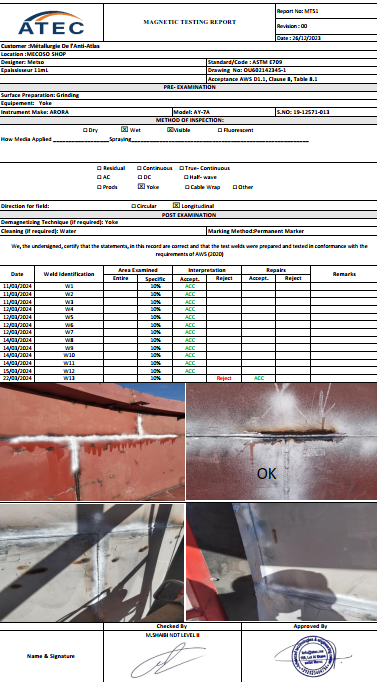 ATEC
MAGNETIC TESTING REPORT
Report No: MTS1
Revision : 00
Date : 26/12/2023
Customer :Métallurgie De l'Anti-Atlas
Location :MECOSO SHOP
Designer: Metso
Standard/Code : ASTM E709
Epaisseisseur 11mL
Drawing No: OU602142345-1
Acceptance AWS D1.1, Clause 8, Table 8.1
PRE- EXAMINATION
Surface Preparation: Grinding
Equipement: Yoke
Instrument Make: ARORA
Model: AY-7A
S.NO: 19-12571-013
METHOD OF INSPECTION:
☐ Dry ☒ Wet ☒ Visible ☐ Fluorescent
How Media Applied ____________Spraying____________
☐ Residual ☐ Continuous ☐ True- Continuous
☐ AC ☐ DC ☐ Half- wave
☐ Prods ☒ Yoke ☐ Cable Wrap ☐ Other
Direction for field: ☐ Circular ☒ Longitudinal
POST EXAMINATION
Demagnetizing Technique (if required): Yoke
Cleaning (if required): Water
Marking Method:Permanent Marker
We, the undersigned, certify that the statements, in this record are correct and that the test welds were prepared and tested in conformance with the
requirements of AWS (2020)
Date Weld Identification Area Examined Interpretation Repairs Remarks
Entire Specific Accept. Reject Accept. Reject
11/03/2024 W1 10% ACC
11/03/2024 W2 10% ACC
11/03/2024 W3 10% ACC
12/03/2024 W4 10% ACC
12/03/2024 W5 10% ACC
12/03/2024 W6 10% ACC
12/03/2024 W7 10% ACC
14/03/2024 W8 10% ACC
14/03/2024 W9 10% ACC
14/03/2024 W10 10% ACC
14/03/2024 W11 10% ACC
15/03/2024 W12 10% ACC
22/03/2024 W13 10% Reject ACC
OK
Checked By
Approved By
Name & Signature
M.SHAIBI NDT LEVEL II